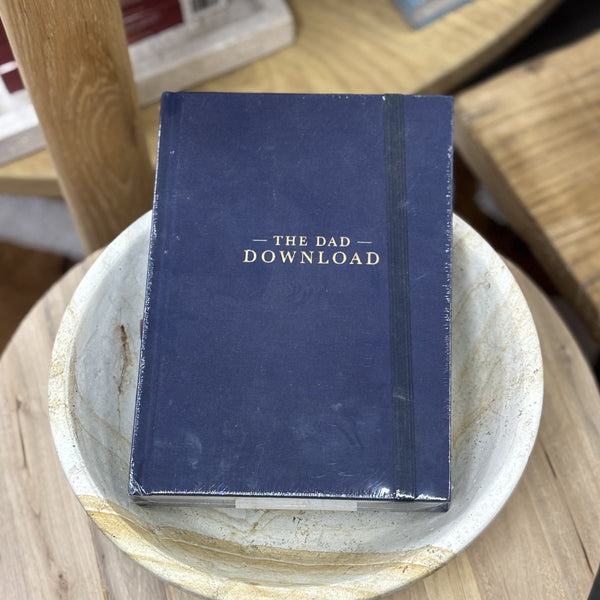 — THE DAD —
DOWNLOAD